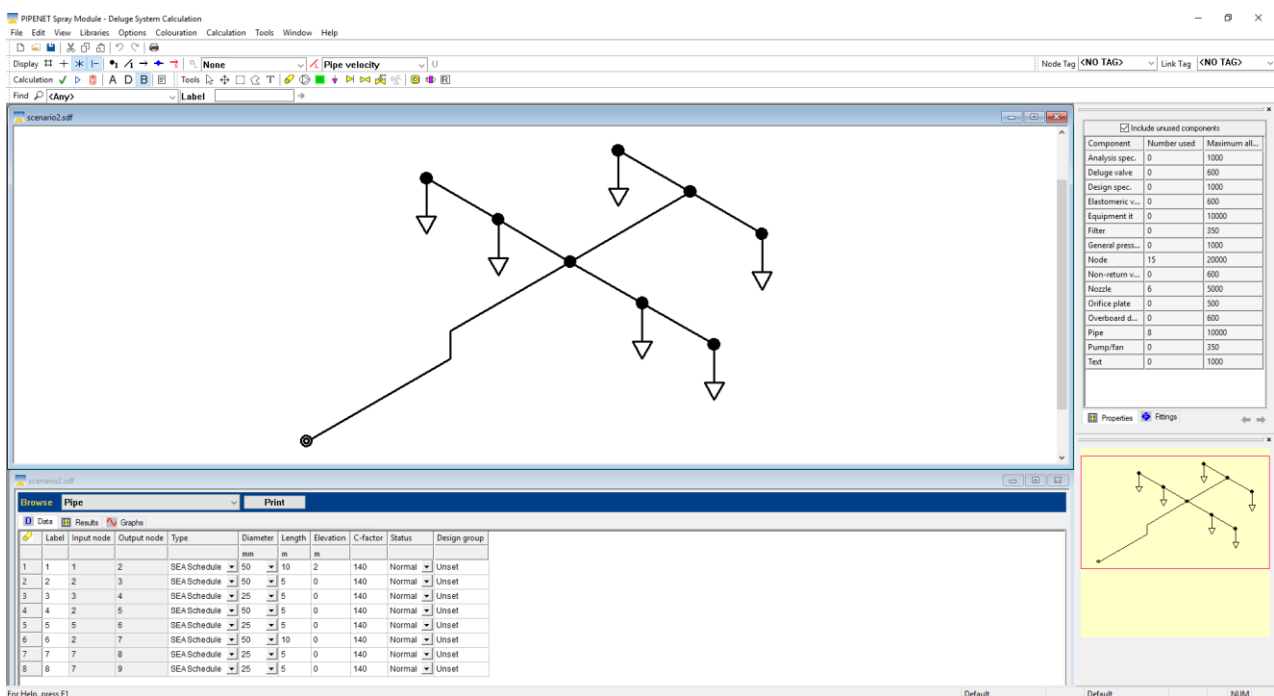 PIPENET Spray Module - Deluge System Calculation
File Edit View Libraries Options Colouration Calculation Tools Window Help
Display None Pipe velocity U Node Tag <NO TAG> Link Tag <NO TAG>
Calculation A D B Tools T R
Find <Any> Label
scenario2.sdf
Include unused components
Component Number used Maximum all...
Analysis spec. 0 1000
Deluge valve 0 600
Design spec. 0 1000
Elastomeric v... 0 600
Equipment it 0 10000
Filter 0 350
General press... 0 1000
Node 15 20000
Non-return v... 0 600
Nozzle 6 5000
Orifice plate 0 500
Overboard d... 0 600
Pipe 8 10000
Pump/fan 0 350
Text 0 1000
Properties Fittings
scenario2.sdf
Browse Pipe Print
D Data Results Graphs
Label Input node Output node Type Diameter Length Elevation C-factor Status Design group
mm m m
1 1 1 2 SEA Schedule 50 10 2 140 Normal Unset
2 2 2 3 SEA Schedule 50 5 0 140 Normal Unset
3 3 3 4 SEA Schedule 25 5 0 140 Normal Unset
4 4 2 5 SEA Schedule 50 5 0 140 Normal Unset
5 5 5 6 SEA Schedule 25 5 0 140 Normal Unset
6 6 2 7 SEA Schedule 50 10 0 140 Normal Unset
7 7 7 8 SEA Schedule 25 5 0 140 Normal Unset
8 8 7 9 SEA Schedule 25 5 0 140 Normal Unset
For Help, press F1 Default Default NUM